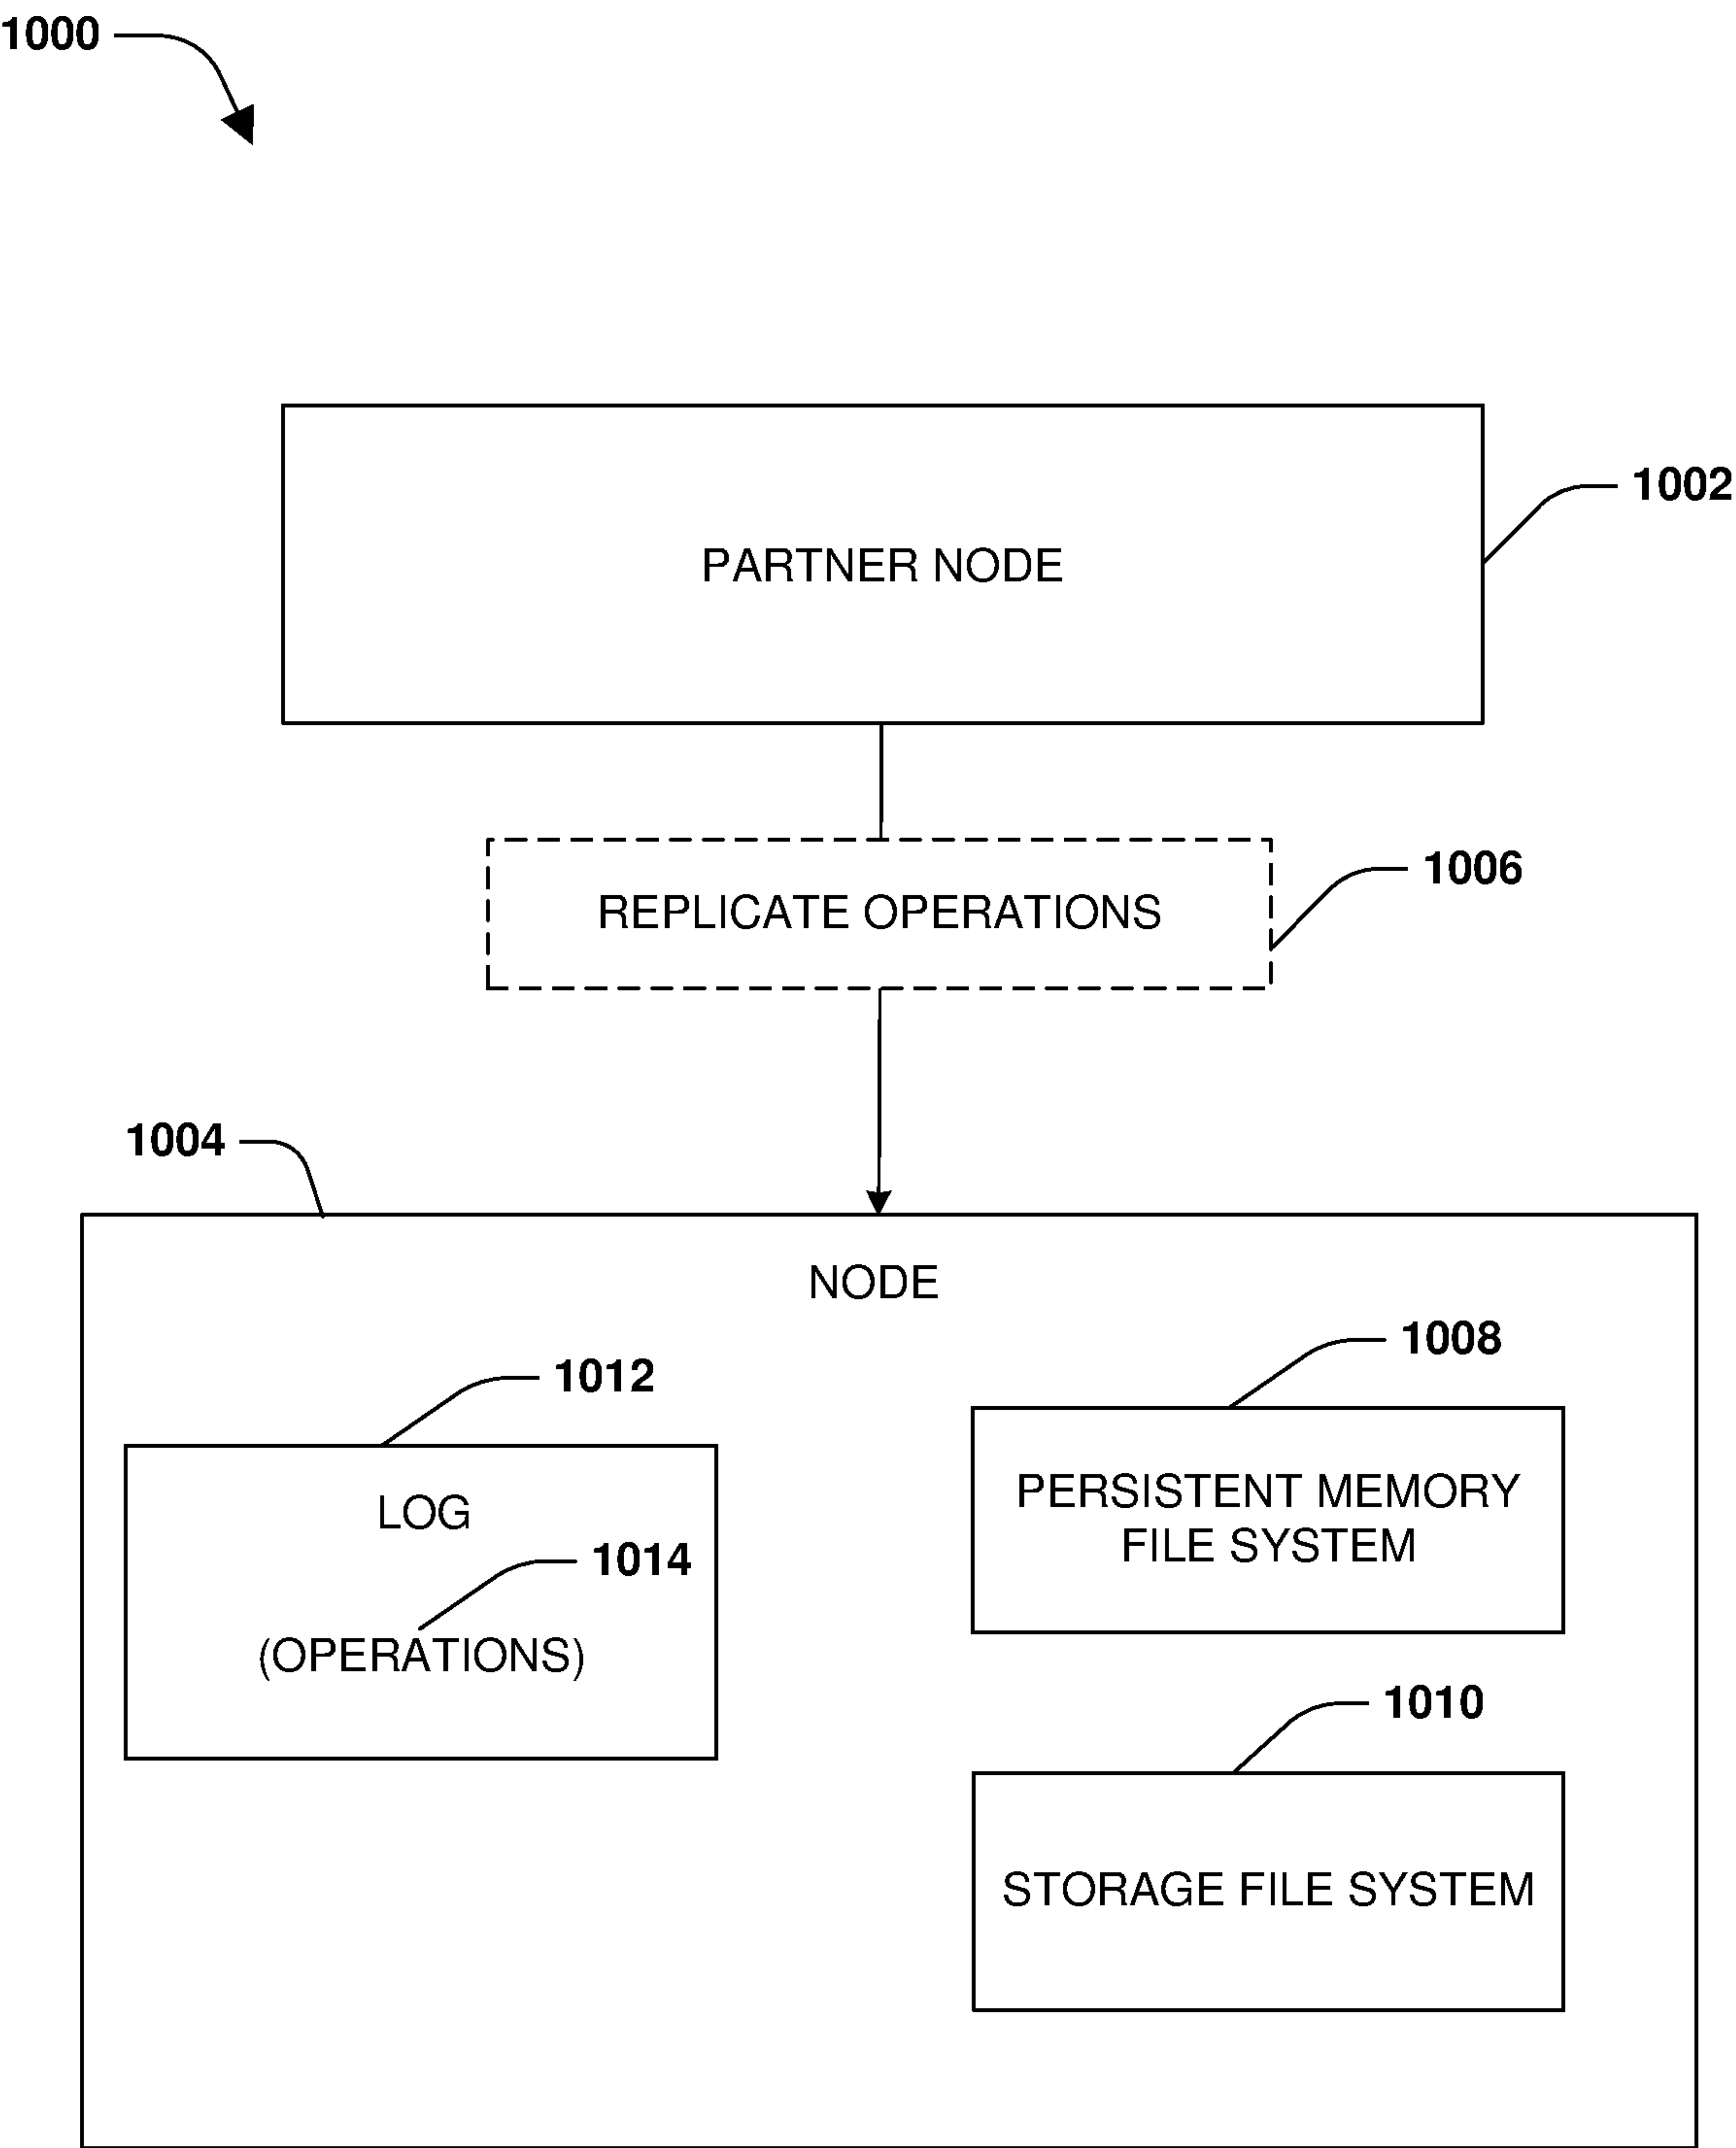 1000
1002
PARTNER NODE
1006
REPLICATE OPERATIONS
1004
NODE
1008
1012
PERSISTENT MEMORY
FILE SYSTEM
LOG
1014
(OPERATIONS)
1010
STORAGE FILE SYSTEM